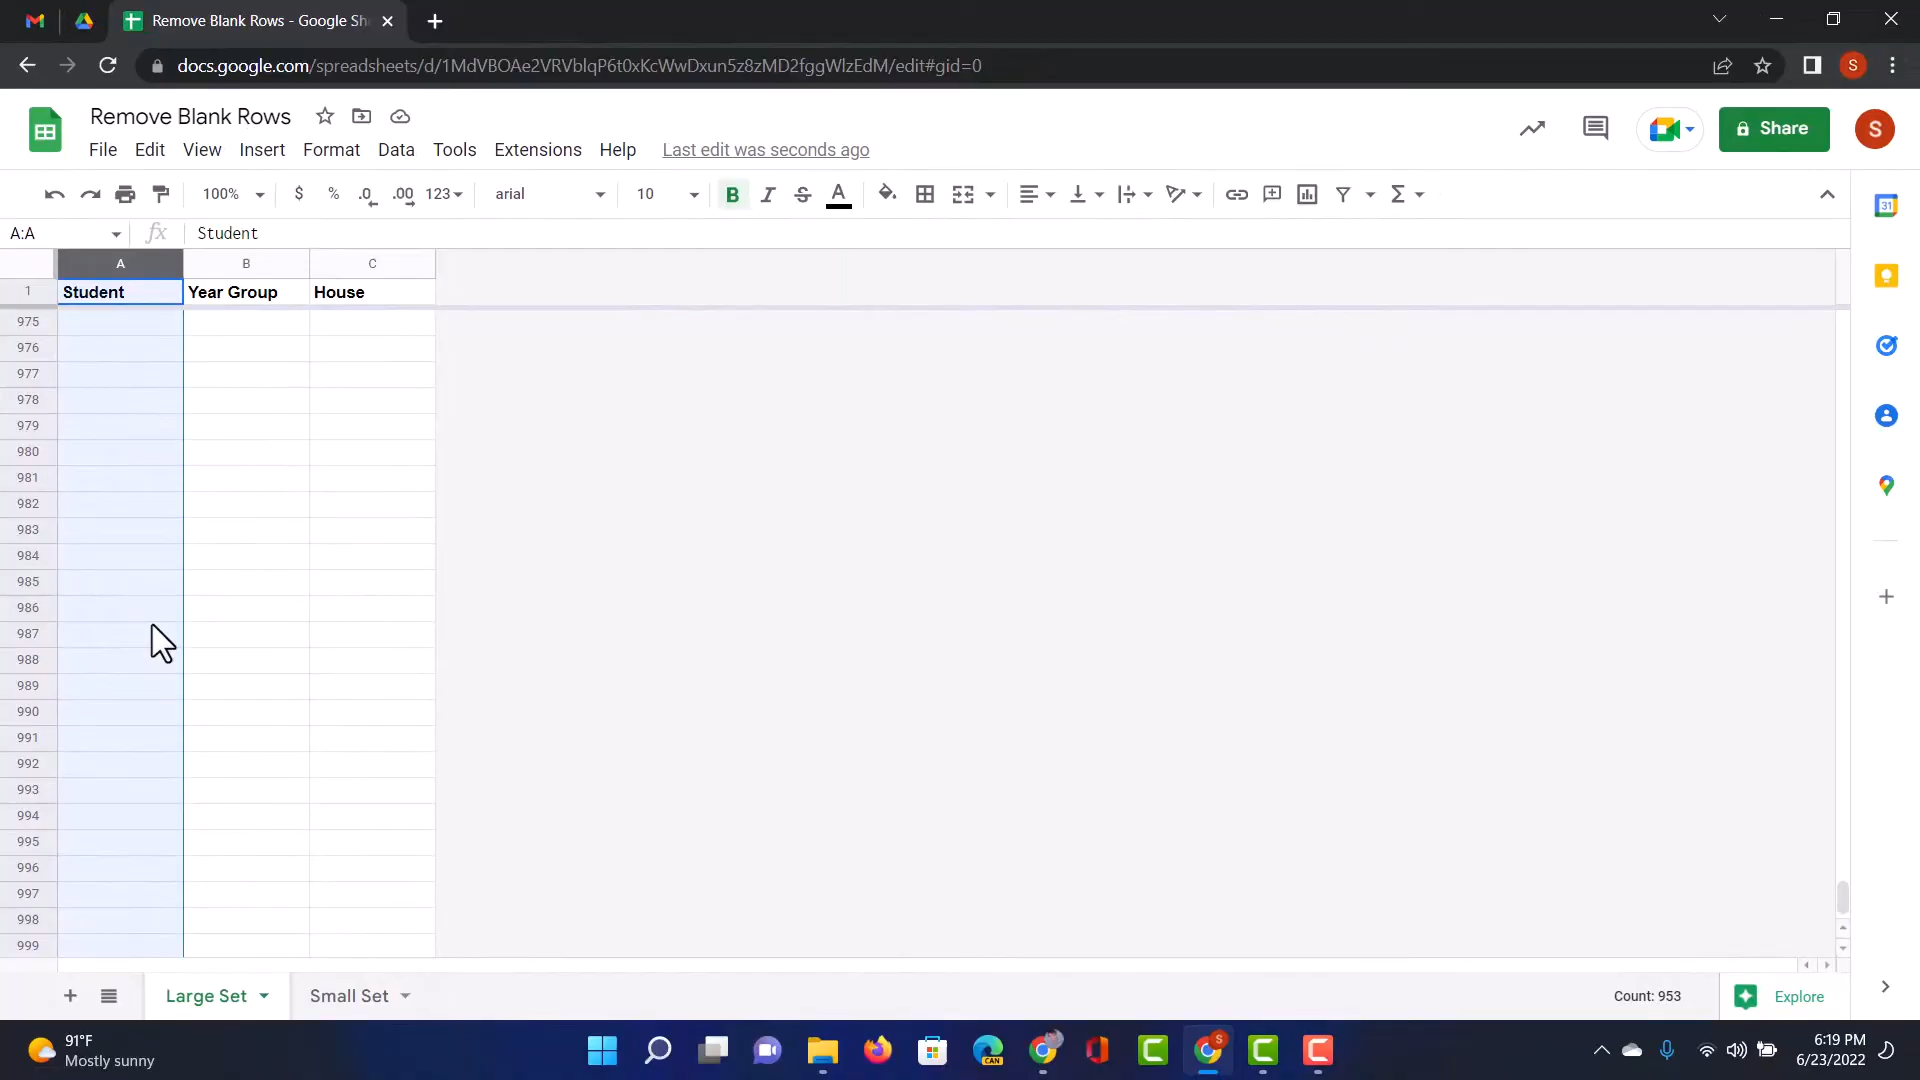 Remove Blank Rows - Google Sh
docs.google.com/spreadsheets/d/1MdVBOAe2VRVblqP6t0xKcWwDxun5z8zMD2fggWlzEdM/edit#gid=0
S
Remove Blank Rows
Share
S
File Edit View Insert Format Data Tools Extensions Help Last edit was seconds ago
100% $ % .0 .00 123 arial 10 B I S A Σ
31
A:A fx Student
A B C
1 Student Year Group House
975
976
977
978
979
980
981
982
983
984
985
986
987
988
989
990
991
992
993
994
995
996
997
998
999
+ Large Set Small Set Count: 953 Explore
91°F
Mostly sunny
CAN
S
6:19 PM
6/23/2022